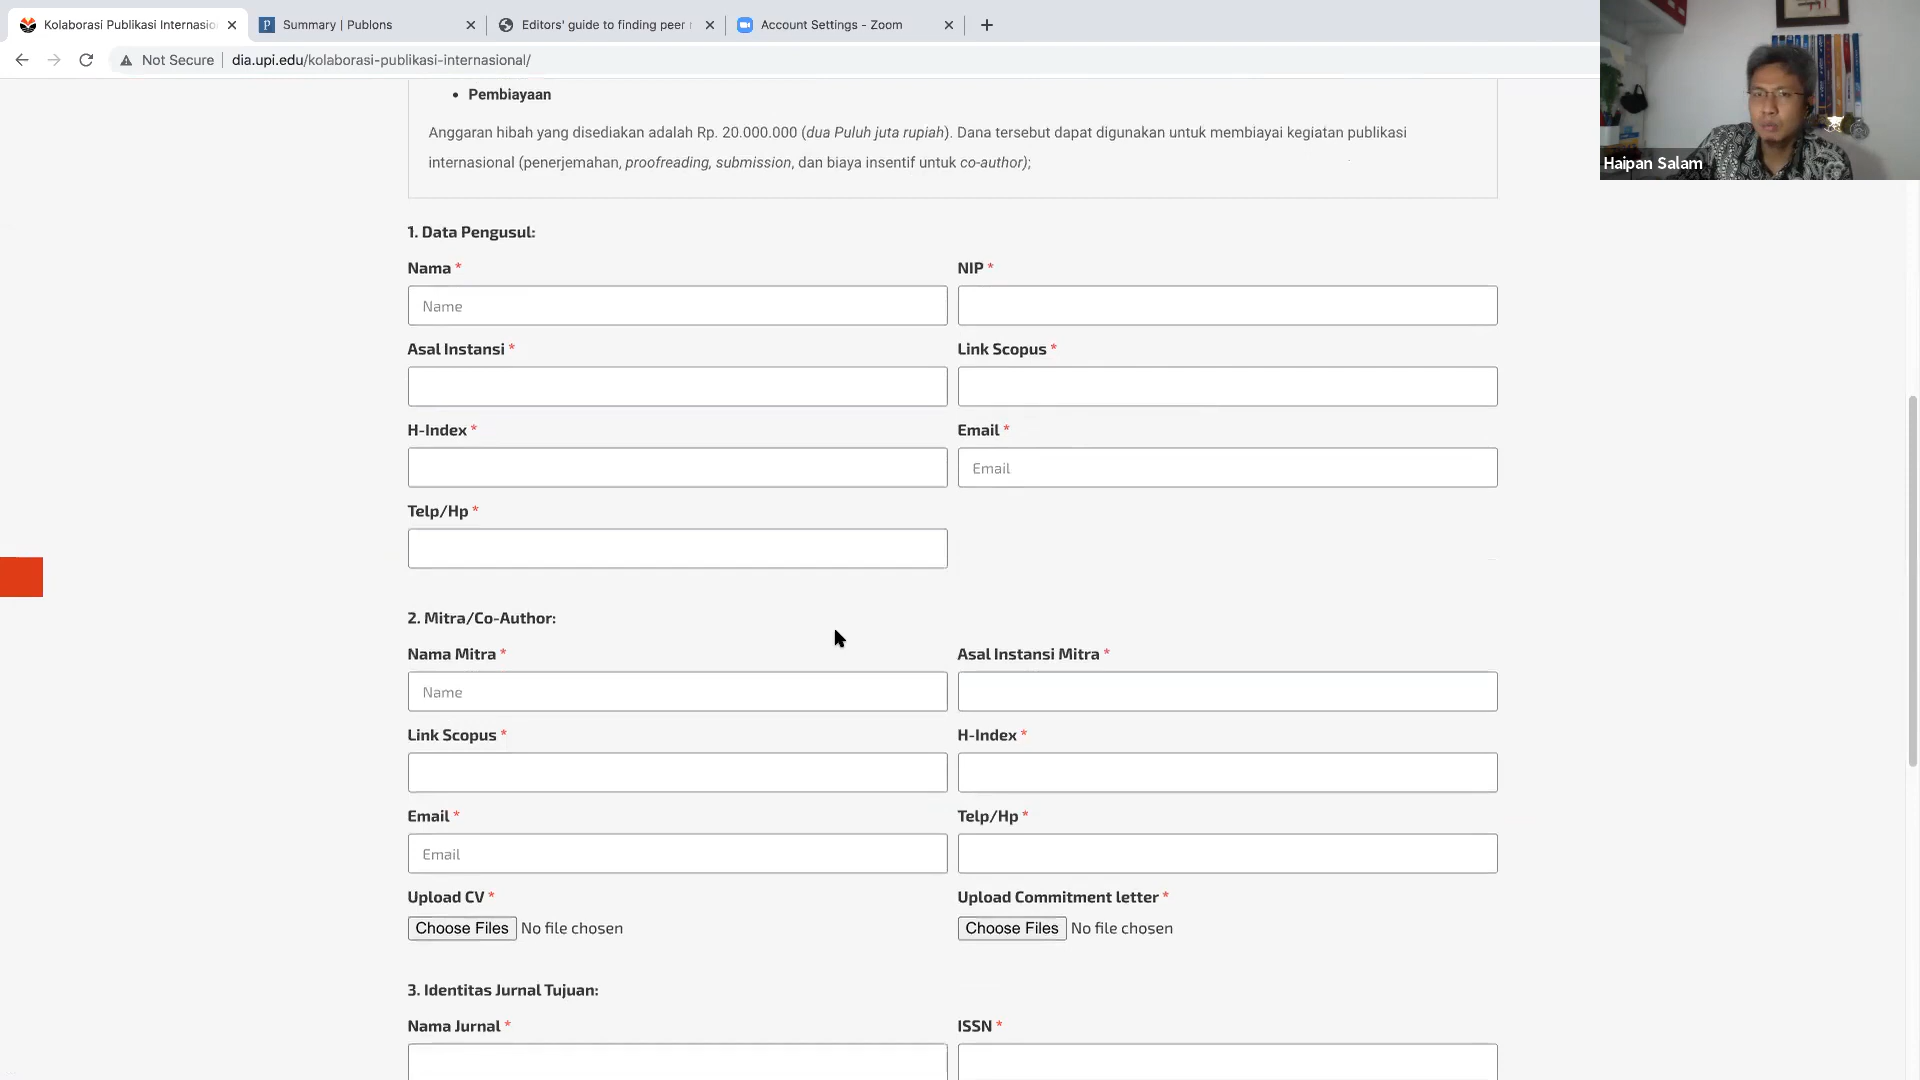 Kolaborasi Publikasi Internasio
Summary | Publons
Editors' guide to finding peer r
Account Settings - Zoom
Not Secure
dia.upi.edu/kolaborasi-publikasi-internasional/
Haipan Salam
• Pembiayaan
Anggaran hibah yang disediakan adalah Rp. 20.000.000 (dua Puluh juta rupiah). Dana tersebut dapat digunakan untuk membiayai kegiatan publikasi
internasional (penerjemahan, proofreading, submission, dan biaya insentif untuk co-author);
1. Data Pengusul:
Nama *
NIP *
Name
Asal Instansi *
Link Scopus *
H-Index *
Email *
Email
Telp/Hp *
2. Mitra/Co-Author:
Nama Mitra *
Asal Instansi Mitra *
Name
Link Scopus *
H-Index *
Email *
Telp/Hp *
Email
Upload CV *
Upload Commitment letter *
Choose Files No file chosen
Choose Files No file chosen
3. Identitas Jurnal Tujuan:
Nama Jurnal *
ISSN *